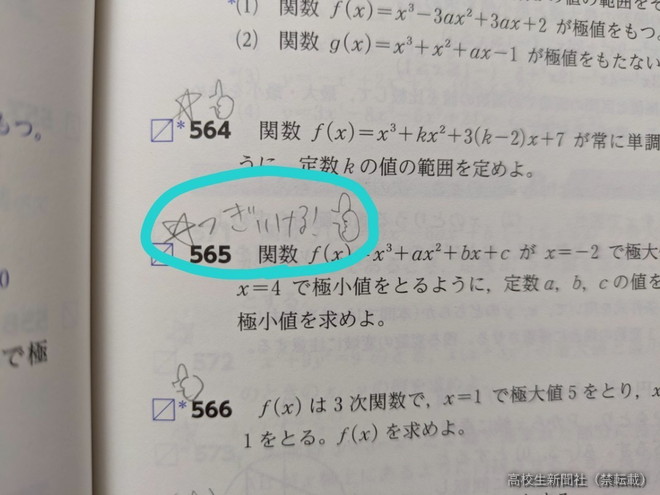 *(1) 関数 f(x)=x³-3ax²+3ax+2 が極値をもつ
(2) 関数 g(x)=x³+x²+ax-1 が極値をもたない
もつ。
*564 関数 f(x)=x³+kx²+3(k-2)x+7 が常に単調
うに、定数 k の値の範囲を定めよ。
☆つぎいける!
565 関数 f(x)=x³+ax²+bx+c が x=-2 で極大
x=4 で極小値をとるように、定数 a, b, c の値を
極小値を求めよ。
0
で極
*566 f(x) は 3 次関数で、x=1 で極大値 5 をとり、x
1 をとる。f(x) を求めよ。
高校生新聞社(禁転載)